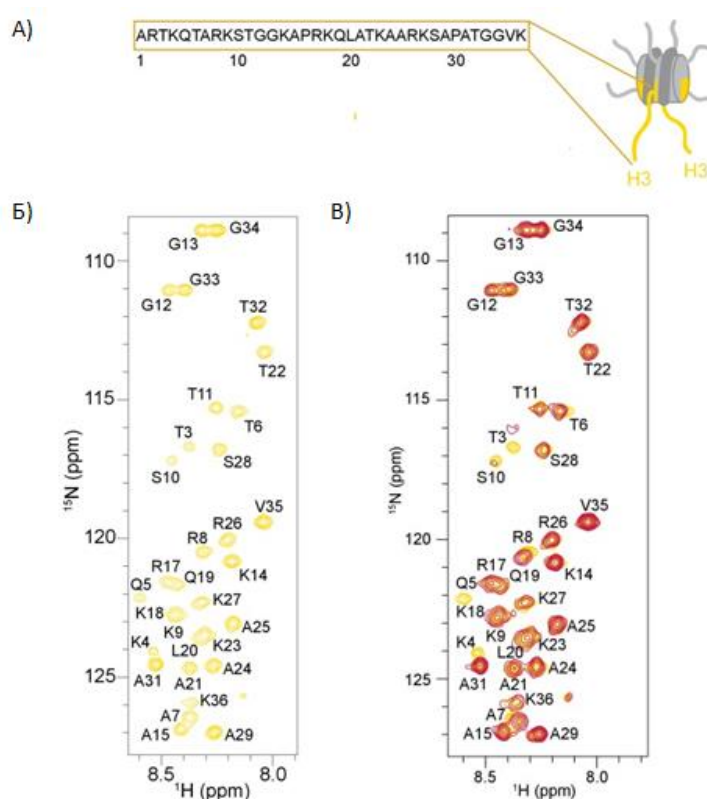 А)
ARTKQTARKSTGGKAPRKQLATKAARKSAPATGGVK
1 10 20 30
H3
H3
Б)
G34
G13
G33
G12
T32
T22
T11
T6
T3
S28
S10
V35
R26
R8
K14
R17
Q19
Q5
K27
K18
A25
K9
K23
K4
L20
A24
A31
A21
K36
A7
A15
A29
110
115
120
125
¹⁵N (ppm)
8.5 8.0
¹H (ppm)
В)
G34
G13
G33
G12
T32
T22
T11
T6
T3
S28
S10
V35
R26
R8
K14
R17
Q19
Q5
K27
K18
A25
K9
K23
K4
L20
A24
A31
A21
K36
A7
A15
A29
110
115
120
125
¹⁵N (ppm)
8.5 8.0
¹H (ppm)